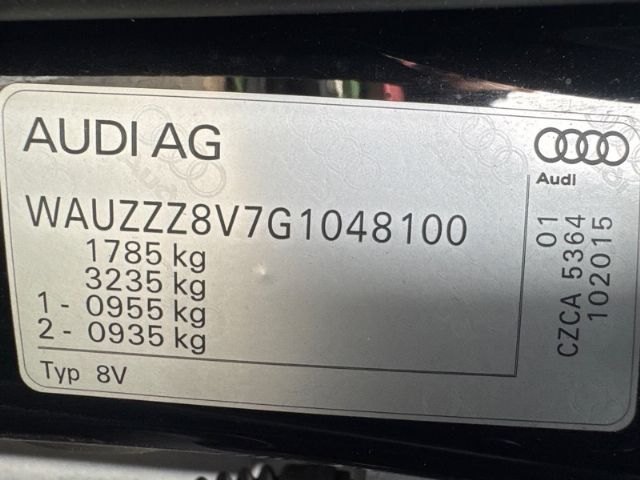 AUDI AG
Audi
WAUZZZ8V7G1048100
1785 kg
3235 kg
1 - 0955 kg
2 - 0935 kg
Typ 8V
01
CZCA 5364
102015